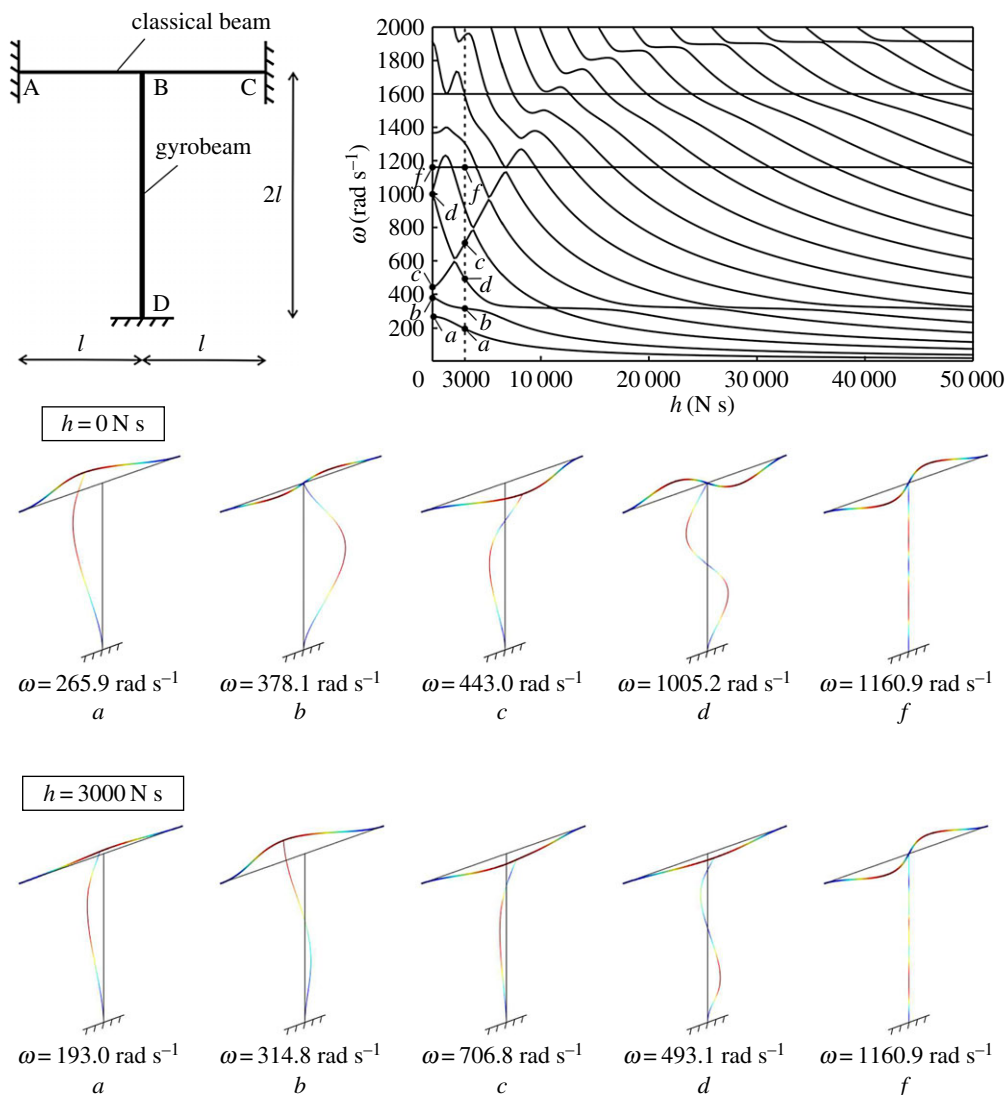 classical beam
A
B
C
gyrobeam
2l
D
l
l
2000
1800
1600
1400
1200
1000
800
600
400
200
ω (rad s⁻¹)
f
d
c
b
a
f
c
d
b
a
0
3000
10 000
20 000
30 000
40 000
50 000
h (N s)
h = 0 N s
ω = 265.9 rad s⁻¹
ω = 378.1 rad s⁻¹
ω = 443.0 rad s⁻¹
ω = 1005.2 rad s⁻¹
ω = 1160.9 rad s⁻¹
a
b
c
d
f
h = 3000 N s
ω = 193.0 rad s⁻¹
ω = 314.8 rad s⁻¹
ω = 706.8 rad s⁻¹
ω = 493.1 rad s⁻¹
ω = 1160.9 rad s⁻¹
a
b
c
d
f